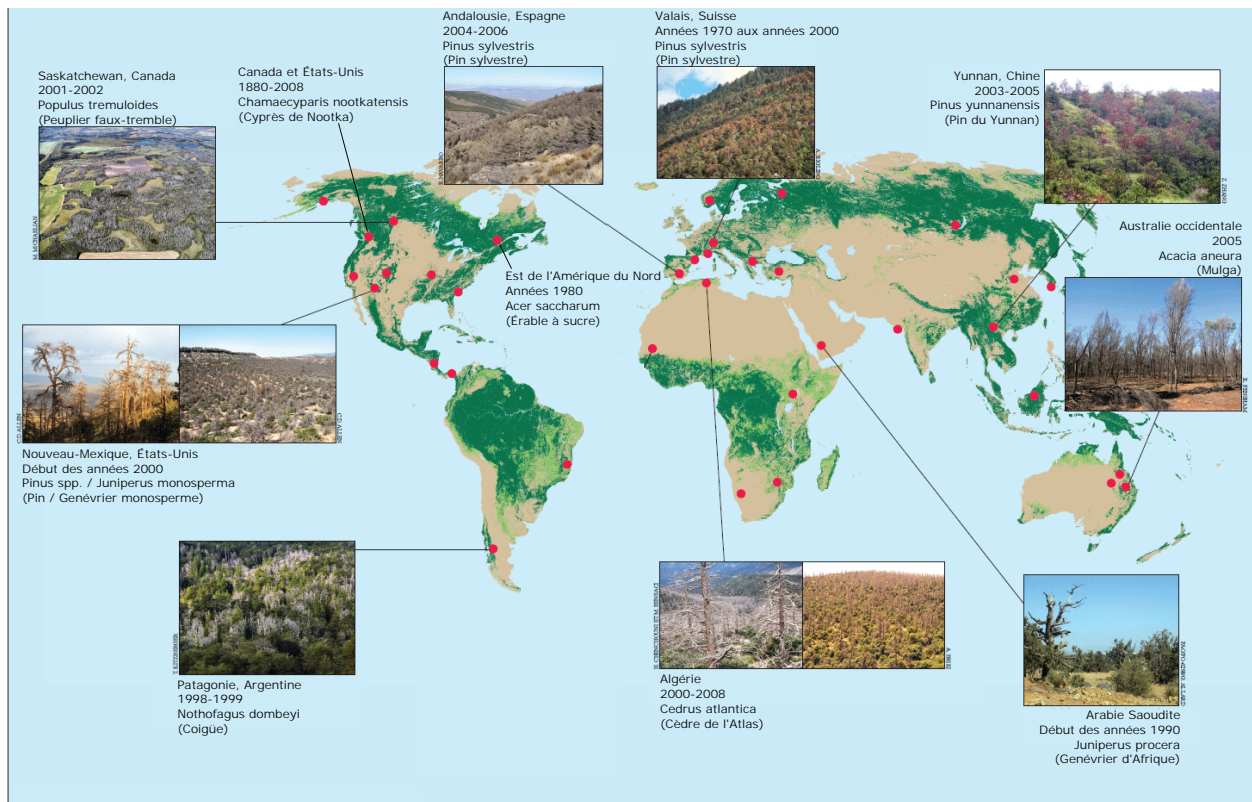 Andalousie, Espagne
2004-2006
Pinus sylvestris
(Pin sylvestre)
Valais, Suisse
Années 1970 aux années 2000
Pinus sylvestris
(Pin sylvestre)
Saskatchewan, Canada
2001-2002
Populus tremuloides
(Peuplier faux-tremble)
Canada et États-Unis
1880-2008
Chamaecyparis nootkatensis
(Cyprès de Nootka)
Yunnan, Chine
2003-2005
Pinus yunnanensis
(Pin du Yunnan)
Australie occidentale
2005
Acacia aneura
(Mulga)
Est de l'Amérique du Nord
Années 1980
Acer saccharum
(Érable à sucre)
C.D. ALLEN
C.D. ALLEN
Nouveau-Mexique, États-Unis
Début des années 2000
Pinus spp. / Juniperus monosperma
(Pin / Genévrier monosperme)
T. KITZBERGER
Patagonie, Argentine
1998-1999
Nothofagus dombeyi
(Coigüe)
Algérie
2000-2008
Cedrus atlantica
(Cèdre de l'Atlas)
Arabie Saoudite
Début des années 1990
Juniperus procera
(Genévrier d'Afrique)